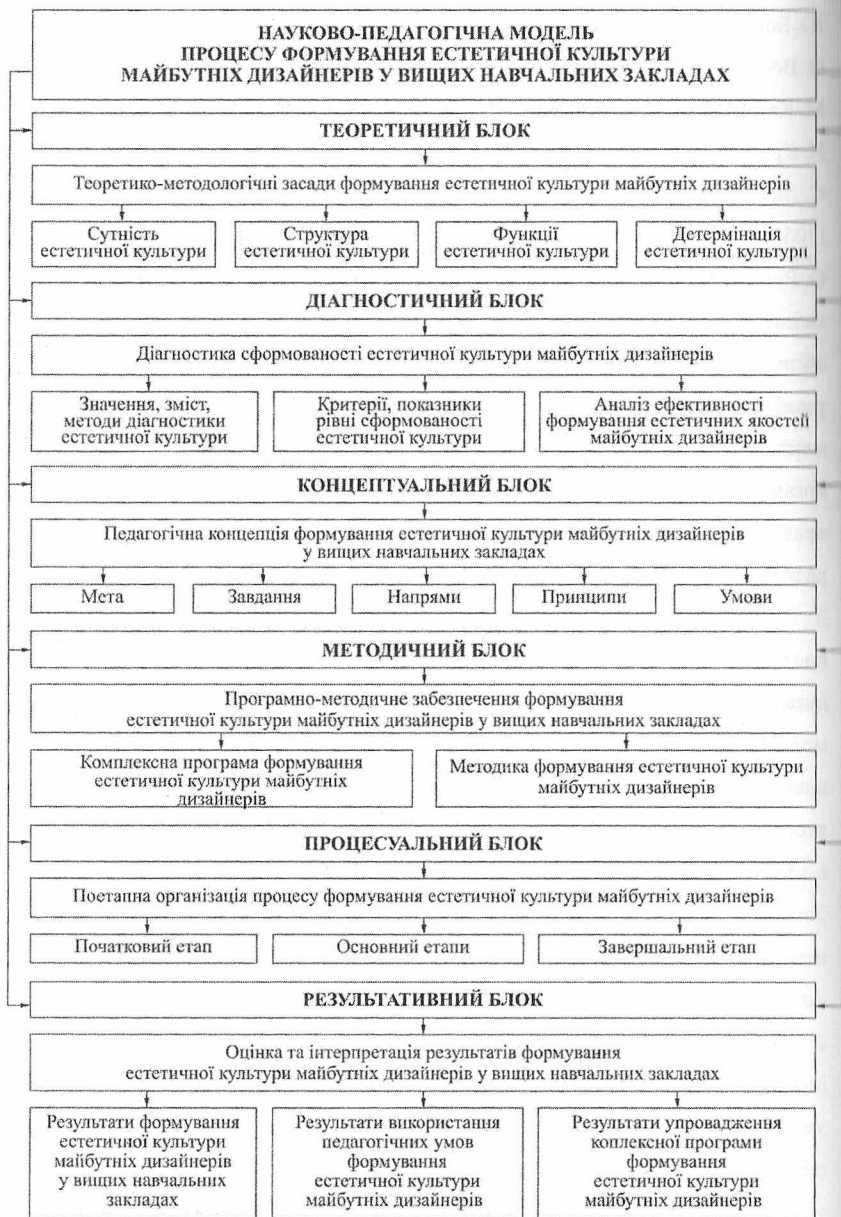 НАУКОВО-ПЕДАГОГІЧНА МОДЕЛЬ
ПРОЦЕСУ ФОРМУВАННЯ ЕСТЕТИЧНОЇ КУЛЬТУРИ
МАЙБУТНІХ ДИЗАЙНЕРІВ У ВИЩИХ НАВЧАЛЬНИХ ЗАКЛАДАХ
ТЕОРЕТИЧНИЙ БЛОК
Теоретико-методологічні засади формування естетичної культури майбутніх дизайнерів
Сутність
естетичної культури
Структура
естетичної культури
Функції
естетичної культури
Детермінація
естетичної культури
ДІАГНОСТИЧНИЙ БЛОК
Діагностика сформованості естетичної культури майбутніх дизайнерів
Значення, зміст,
методи діагностики
естетичної культури
Критерії, показники
рівні сформованості
естетичної культури
Аналіз ефективності
формування естетичних якостей
майбутніх дизайнерів
КОНЦЕПТУАЛЬНИЙ БЛОК
Педагогічна концепція формування естетичної культури майбутніх дизайнерів
у вищих навчальних закладах
Мета
Завдання
Напрями
Принципи
Умови
МЕТОДИЧНИЙ БЛОК
Програмно-методичне забезпечення формування
естетичної культури майбутніх дизайнерів у вищих навчальних закладах
Комплексна програма формування
естетичної культури майбутніх
дизайнерів
Методика формування естетичної культури
майбутніх дизайнерів
ПРОЦЕСУАЛЬНИЙ БЛОК
Поетапна організація процесу формування естетичної культури майбутніх дизайнерів
Початковий етап
Основний етапи
Завершальний етап
РЕЗУЛЬТАТИВНИЙ БЛОК
Оцінка та інтерпретація результатів формування
естетичної культури майбутніх дизайнерів у вищих навчальних закладах
Результати формування
естетичної культури
майбутніх дизайнерів
у вищих навчальних
закладах
Результати використання
педагогічних умов
формування
естетичної культури
майбутніх дизайнерів
Результати упровадження
коплексної програми
формування
естетичної культури
майбутніх дизайнерів